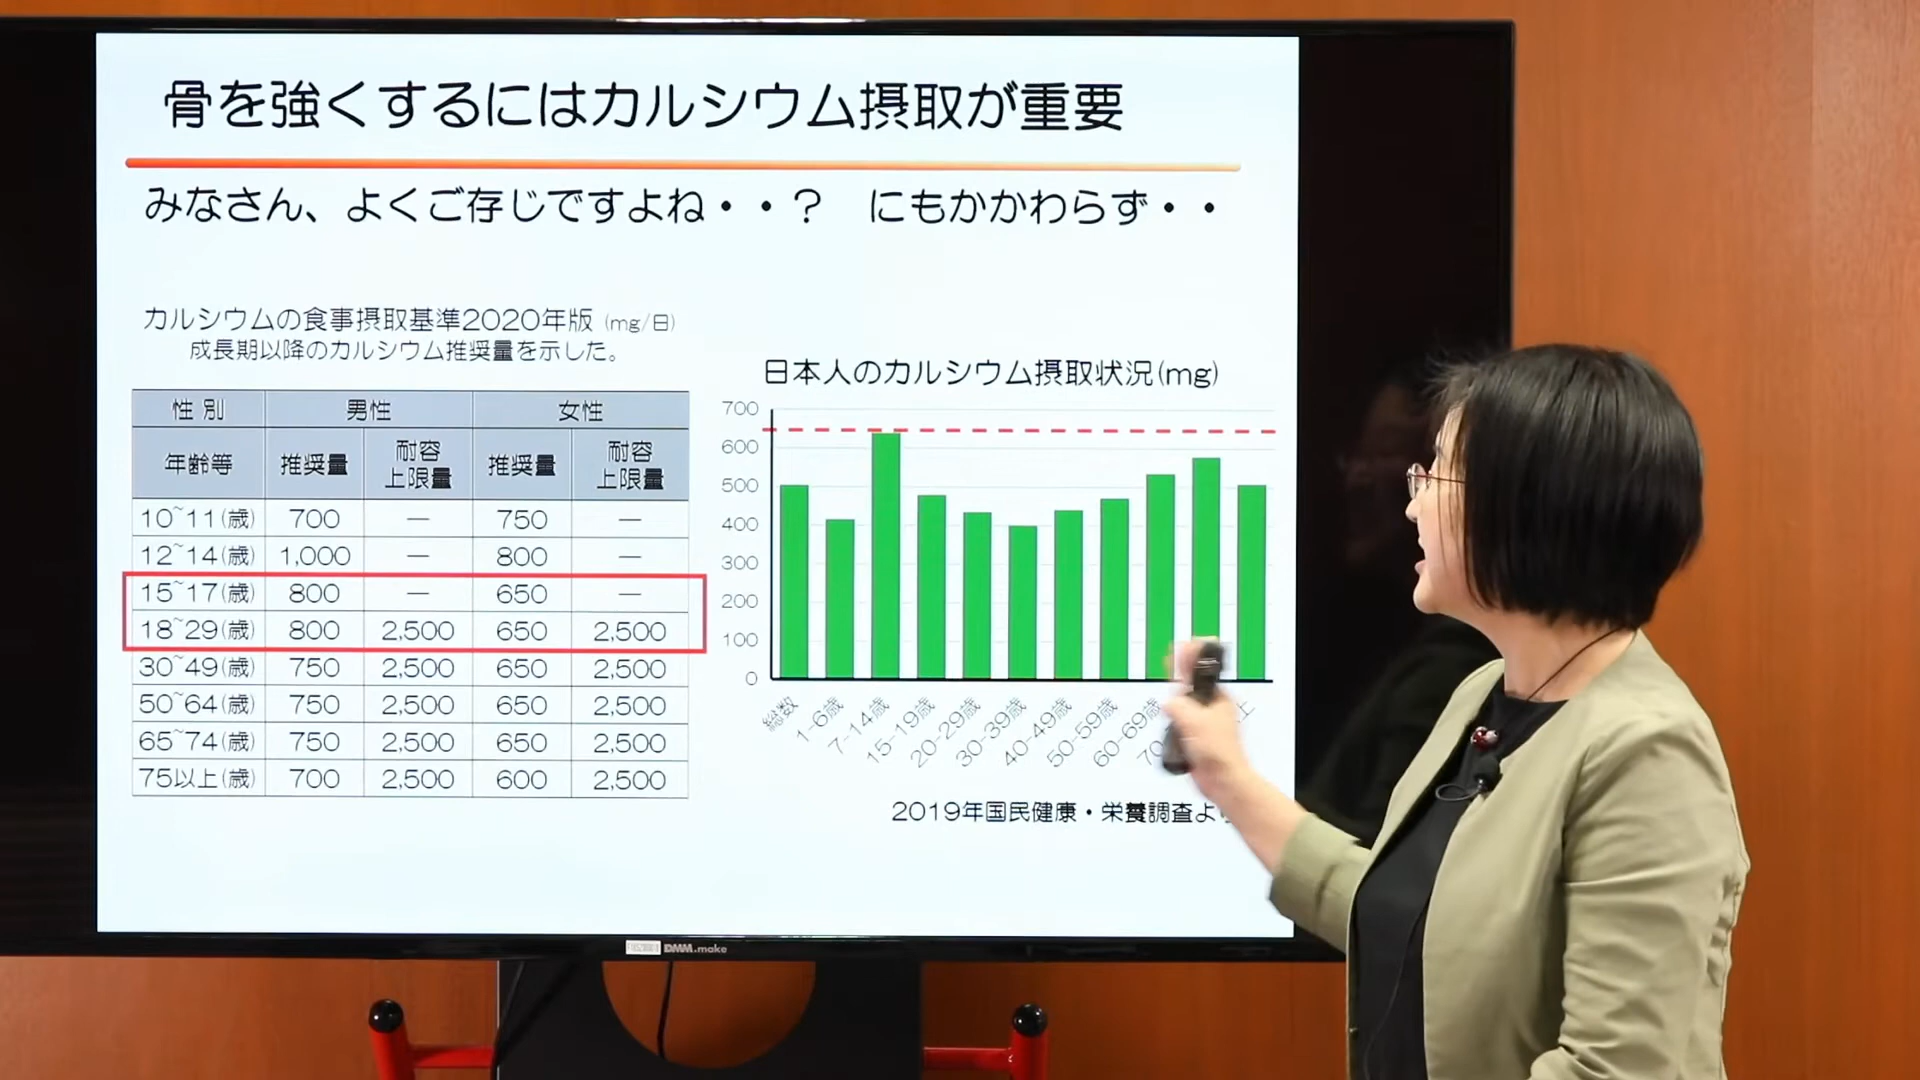 骨を強くするにはカルシウム摂取が重要
みなさん、よくご存じですよね・・？　にもかかわらず・・
カルシウムの食事摂取基準2020年版 (mg/日)
成長期以降のカルシウム推奨量を示した。
性 別 男性 女性
年齢等 推奨量 耐容上限量 推奨量 耐容上限量
10~11(歳) 700 — 750 —
12~14(歳) 1,000 — 800 —
15~17(歳) 800 — 650 —
18~29(歳) 800 2,500 650 2,500
30~49(歳) 750 2,500 650 2,500
50~64(歳) 750 2,500 650 2,500
65~74(歳) 750 2,500 650 2,500
75以上(歳) 700 2,500 600 2,500
日本人のカルシウム摂取状況(mg)
700
600
500
400
300
200
100
0
総数 1-6歳 7-14歳 15-19歳 20-29歳 30-39歳 40-49歳 50-59歳 60-69歳 70 上
2019年国民健康・栄養調査よ
DMM.make